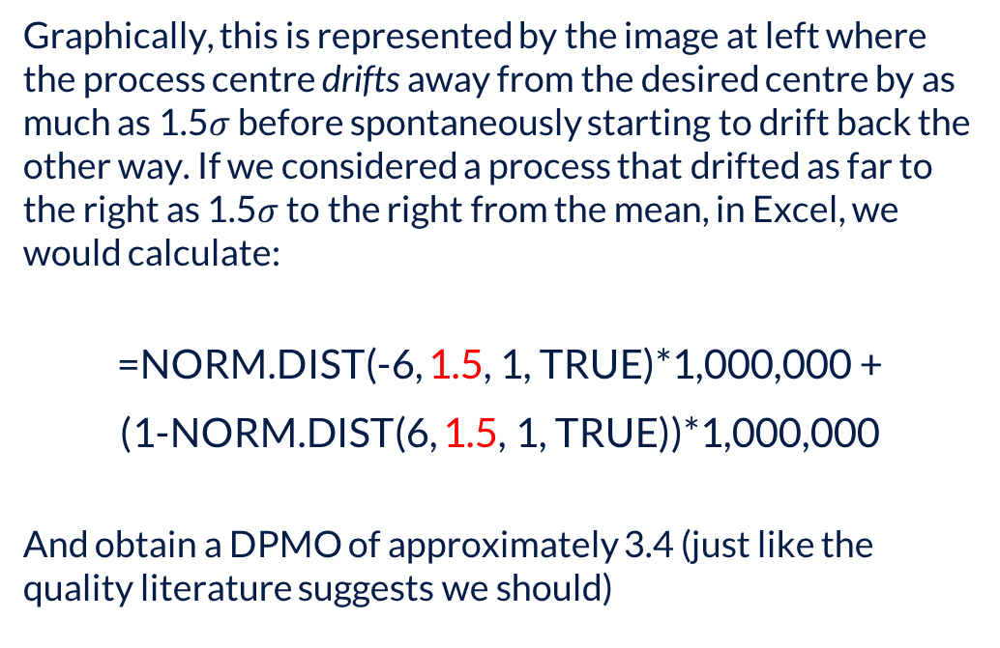 Graphically, this is represented by the image at left where
the process centre drifts away from the desired centre by as
much as 1.5σ before spontaneously starting to drift back the
other way. If we considered a process that drifted as far to
the right as 1.5σ to the right from the mean, in Excel, we
would calculate:
=NORM.DIST(-6, 1.5, 1, TRUE)*1,000,000 +
(1-NORM.DIST(6, 1.5, 1, TRUE))*1,000,000
And obtain a DPMO of approximately 3.4 (just like the
quality literature suggests we should)